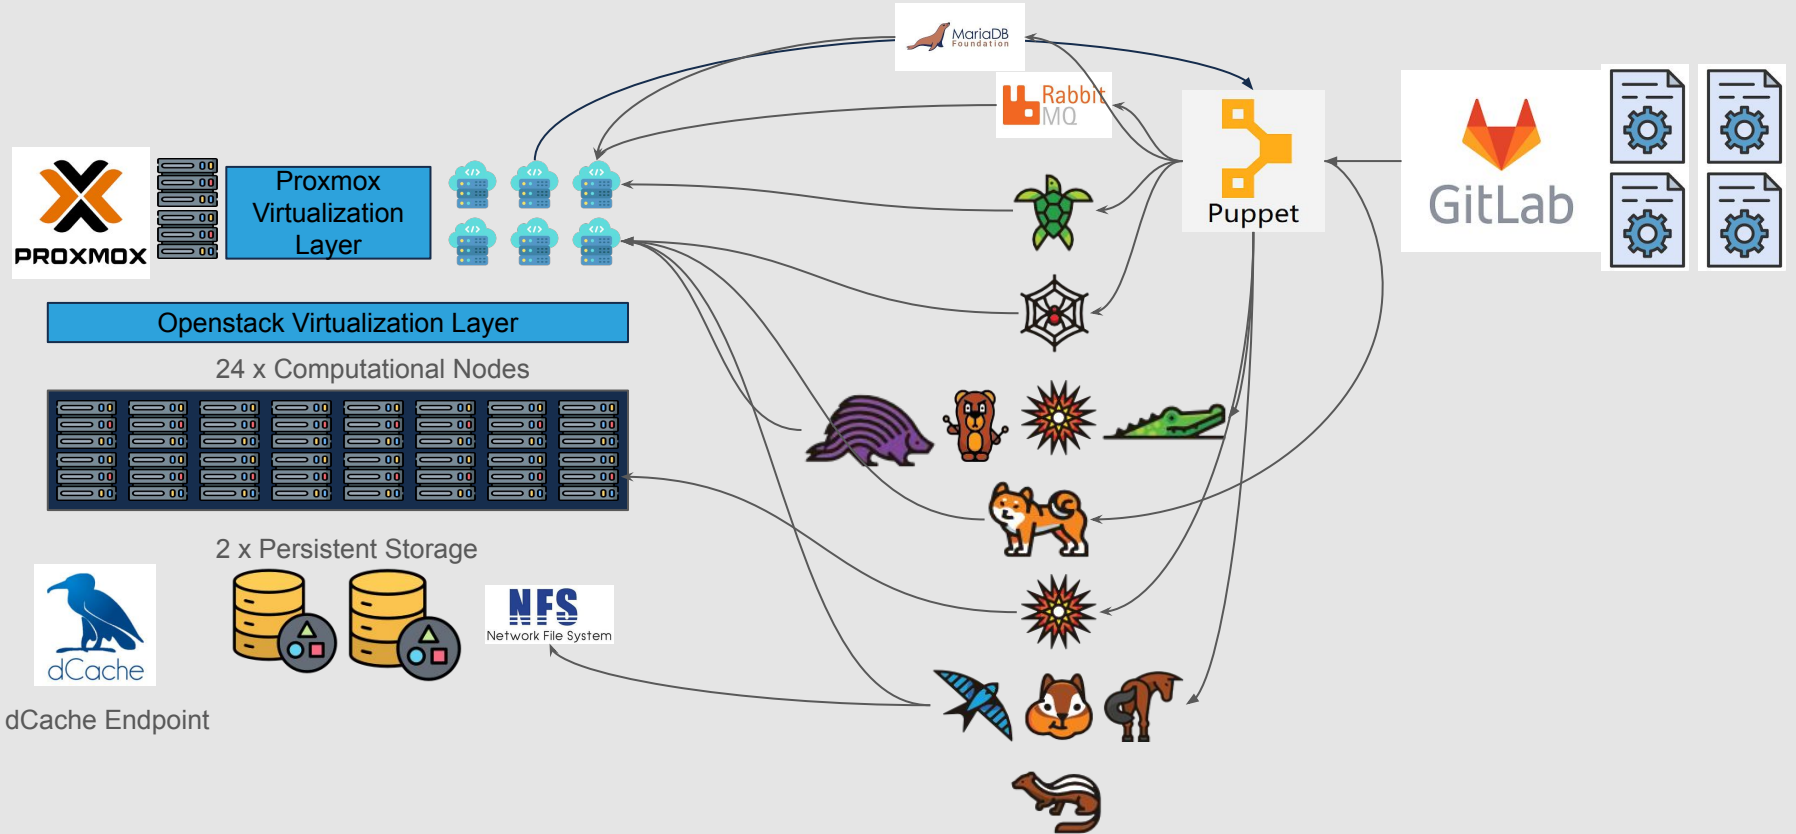 MariaDB
Foundation
Rabbit
MQ
Puppet
GitLab
PROXMOX
Proxmox
Virtualization
Layer
</>
</>
</>
</>
</>
</>
Openstack Virtualization Layer
24 x Computational Nodes
2 x Persistent Storage
dCache
NFS
Network File System
dCache Endpoint